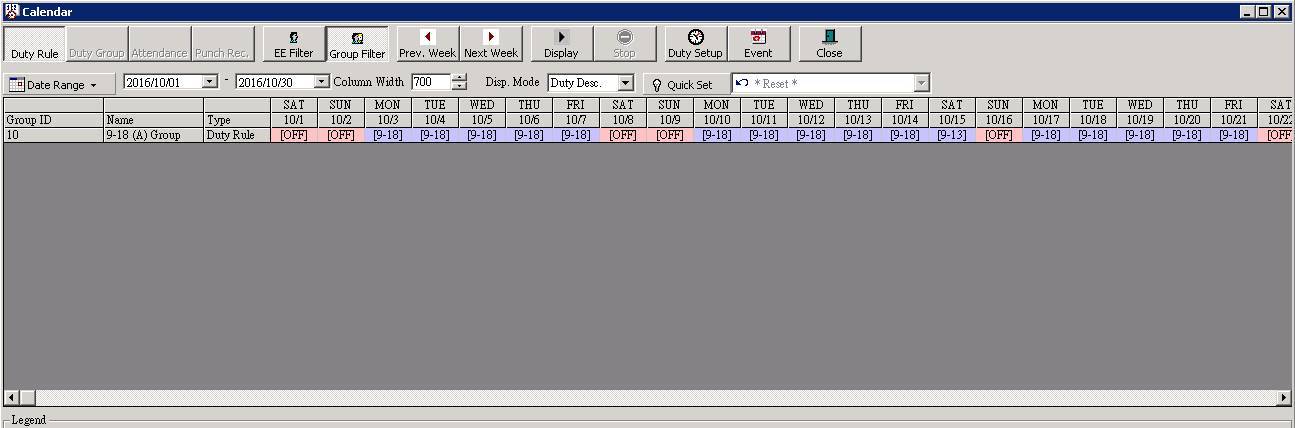 Calendar
Duty Rule Duty Group Attendance Punch Rec. EE Filter Group Filter Prev. Week Next Week Display Stop Duty Setup Event Close
Date Range 2016/10/01 - 2016/10/30 Column Width 700 Disp. Mode Duty Desc. Quick Set * Reset *
SAT SUN MON TUE WED THU FRI SAT SUN MON TUE WED THU FRI SAT SUN MON TUE WED THU FRI SAT
Group ID Name Type 10/1 10/2 10/3 10/4 10/5 10/6 10/7 10/8 10/9 10/10 10/11 10/12 10/13 10/14 10/15 10/16 10/17 10/18 10/19 10/20 10/21 10/22
10 9-18 (A) Group Duty Rule [OFF] [OFF] [9-18] [9-18] [9-18] [9-18] [9-18] [OFF] [OFF] [9-18] [9-18] [9-18] [9-18] [9-18] [9-13] [OFF] [9-18] [9-18] [9-18] [9-18] [9-18] [OFF
Legend